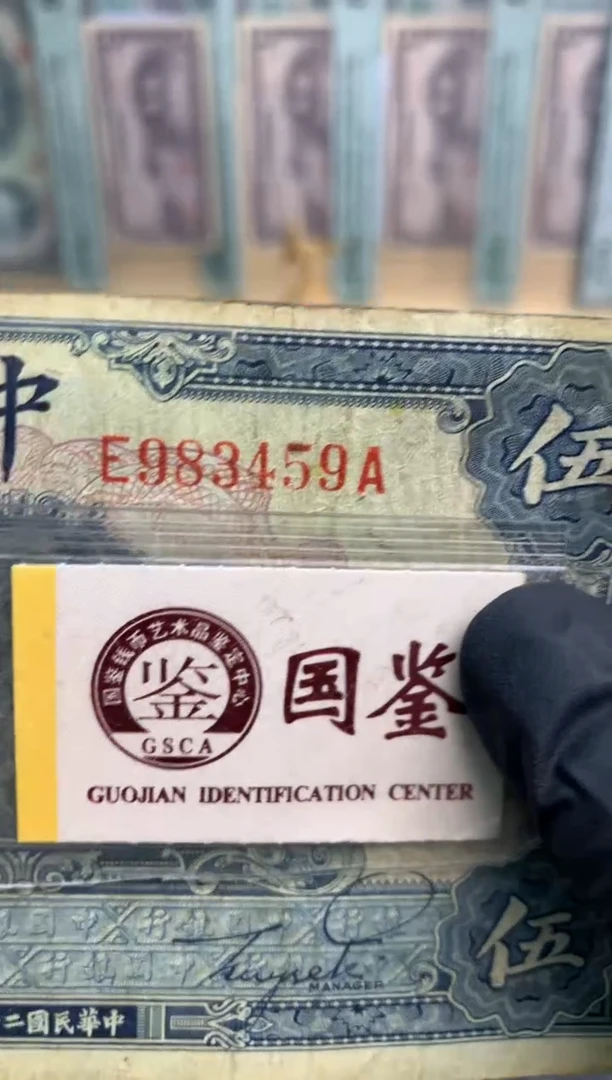 中
伍
E983459A
国鉴钱币艺术品鉴定中心
鉴
GSCA
国鉴
GUOJIAN IDENTIFICATION CENTER
伍
MANAGER
中華民國二